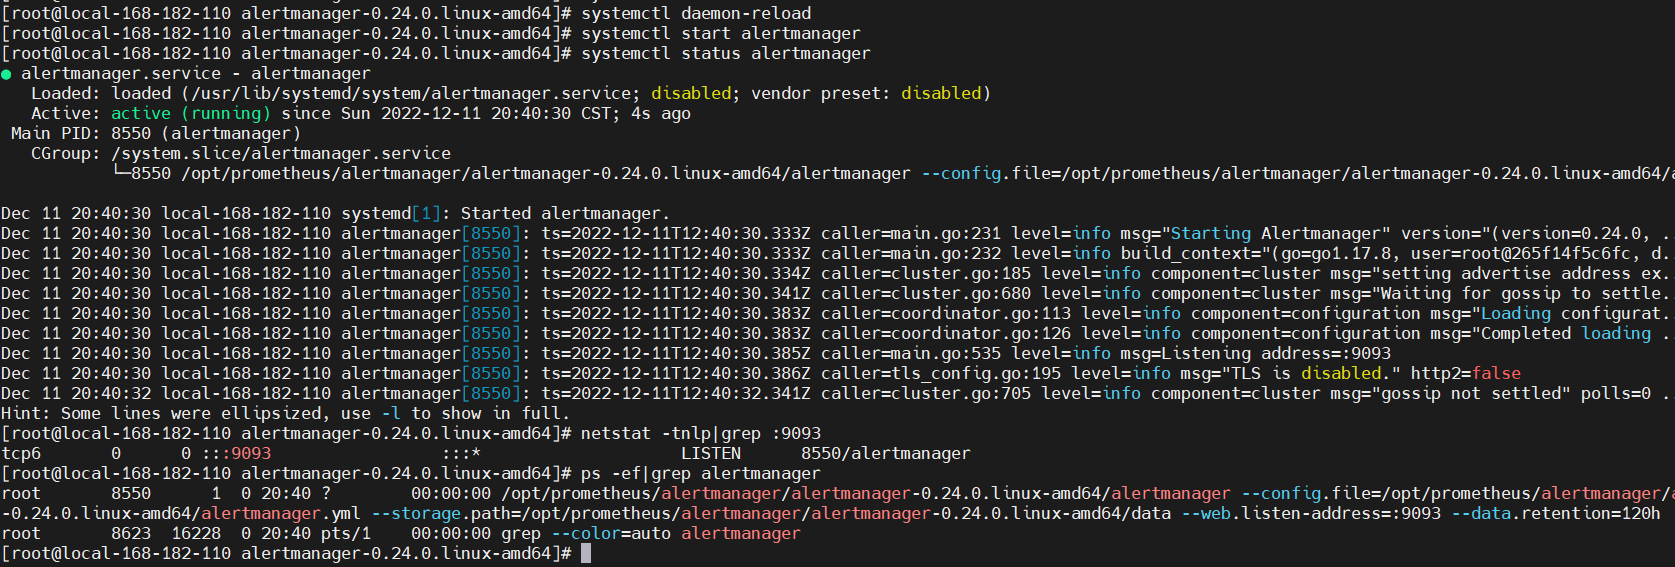 [root@local-168-182-110 alertmanager-0.24.0.linux-amd64]# systemctl daemon-reload
[root@local-168-182-110 alertmanager-0.24.0.linux-amd64]# systemctl start alertmanager
[root@local-168-182-110 alertmanager-0.24.0.linux-amd64]# systemctl status alertmanager
● alertmanager.service - alertmanager
   Loaded: loaded (/usr/lib/systemd/system/alertmanager.service; disabled; vendor preset: disabled)
   Active: active (running) since Sun 2022-12-11 20:40:30 CST; 4s ago
 Main PID: 8550 (alertmanager)
   CGroup: /system.slice/alertmanager.service
           └─8550 /opt/prometheus/alertmanager/alertmanager-0.24.0.linux-amd64/alertmanager --config.file=/opt/prometheus/alertmanager/alertmanager-0.24.0.linux-amd64/a

Dec 11 20:40:30 local-168-182-110 systemd[1]: Started alertmanager.
Dec 11 20:40:30 local-168-182-110 alertmanager[8550]: ts=2022-12-11T12:40:30.333Z caller=main.go:231 level=info msg="Starting Alertmanager" version="(version=0.24.0, ..
Dec 11 20:40:30 local-168-182-110 alertmanager[8550]: ts=2022-12-11T12:40:30.333Z caller=main.go:232 level=info build_context="(go=go1.17.8, user=root@265f14f5c6fc, d..
Dec 11 20:40:30 local-168-182-110 alertmanager[8550]: ts=2022-12-11T12:40:30.334Z caller=cluster.go:185 level=info component=cluster msg="setting advertise address ex..
Dec 11 20:40:30 local-168-182-110 alertmanager[8550]: ts=2022-12-11T12:40:30.341Z caller=cluster.go:680 level=info component=cluster msg="Waiting for gossip to settle..
Dec 11 20:40:30 local-168-182-110 alertmanager[8550]: ts=2022-12-11T12:40:30.383Z caller=coordinator.go:113 level=info component=configuration msg="Loading configurat..
Dec 11 20:40:30 local-168-182-110 alertmanager[8550]: ts=2022-12-11T12:40:30.383Z caller=coordinator.go:126 level=info component=configuration msg="Completed loading ..
Dec 11 20:40:30 local-168-182-110 alertmanager[8550]: ts=2022-12-11T12:40:30.385Z caller=main.go:535 level=info msg=Listening address=:9093
Dec 11 20:40:30 local-168-182-110 alertmanager[8550]: ts=2022-12-11T12:40:30.386Z caller=tls_config.go:195 level=info msg="TLS is disabled." http2=false
Dec 11 20:40:32 local-168-182-110 alertmanager[8550]: ts=2022-12-11T12:40:32.341Z caller=cluster.go:705 level=info component=cluster msg="gossip not settled" polls=0 ..
Hint: Some lines were ellipsized, use -l to show in full.
[root@local-168-182-110 alertmanager-0.24.0.linux-amd64]# netstat -tnlp|grep :9093
tcp6       0      0 :::9093                 :::*                    LISTEN      8550/alertmanager
[root@local-168-182-110 alertmanager-0.24.0.linux-amd64]# ps -ef|grep alertmanager
root       8550      1  0 20:40 ?        00:00:00 /opt/prometheus/alertmanager/alertmanager-0.24.0.linux-amd64/alertmanager --config.file=/opt/prometheus/alertmanager/a
-0.24.0.linux-amd64/alertmanager.yml --storage.path=/opt/prometheus/alertmanager/alertmanager-0.24.0.linux-amd64/data --web.listen-address=:9093 --data.retention=120h
root       8623  16228  0 20:40 pts/1    00:00:00 grep --color=auto alertmanager
[root@local-168-182-110 alertmanager-0.24.0.linux-amd64]#